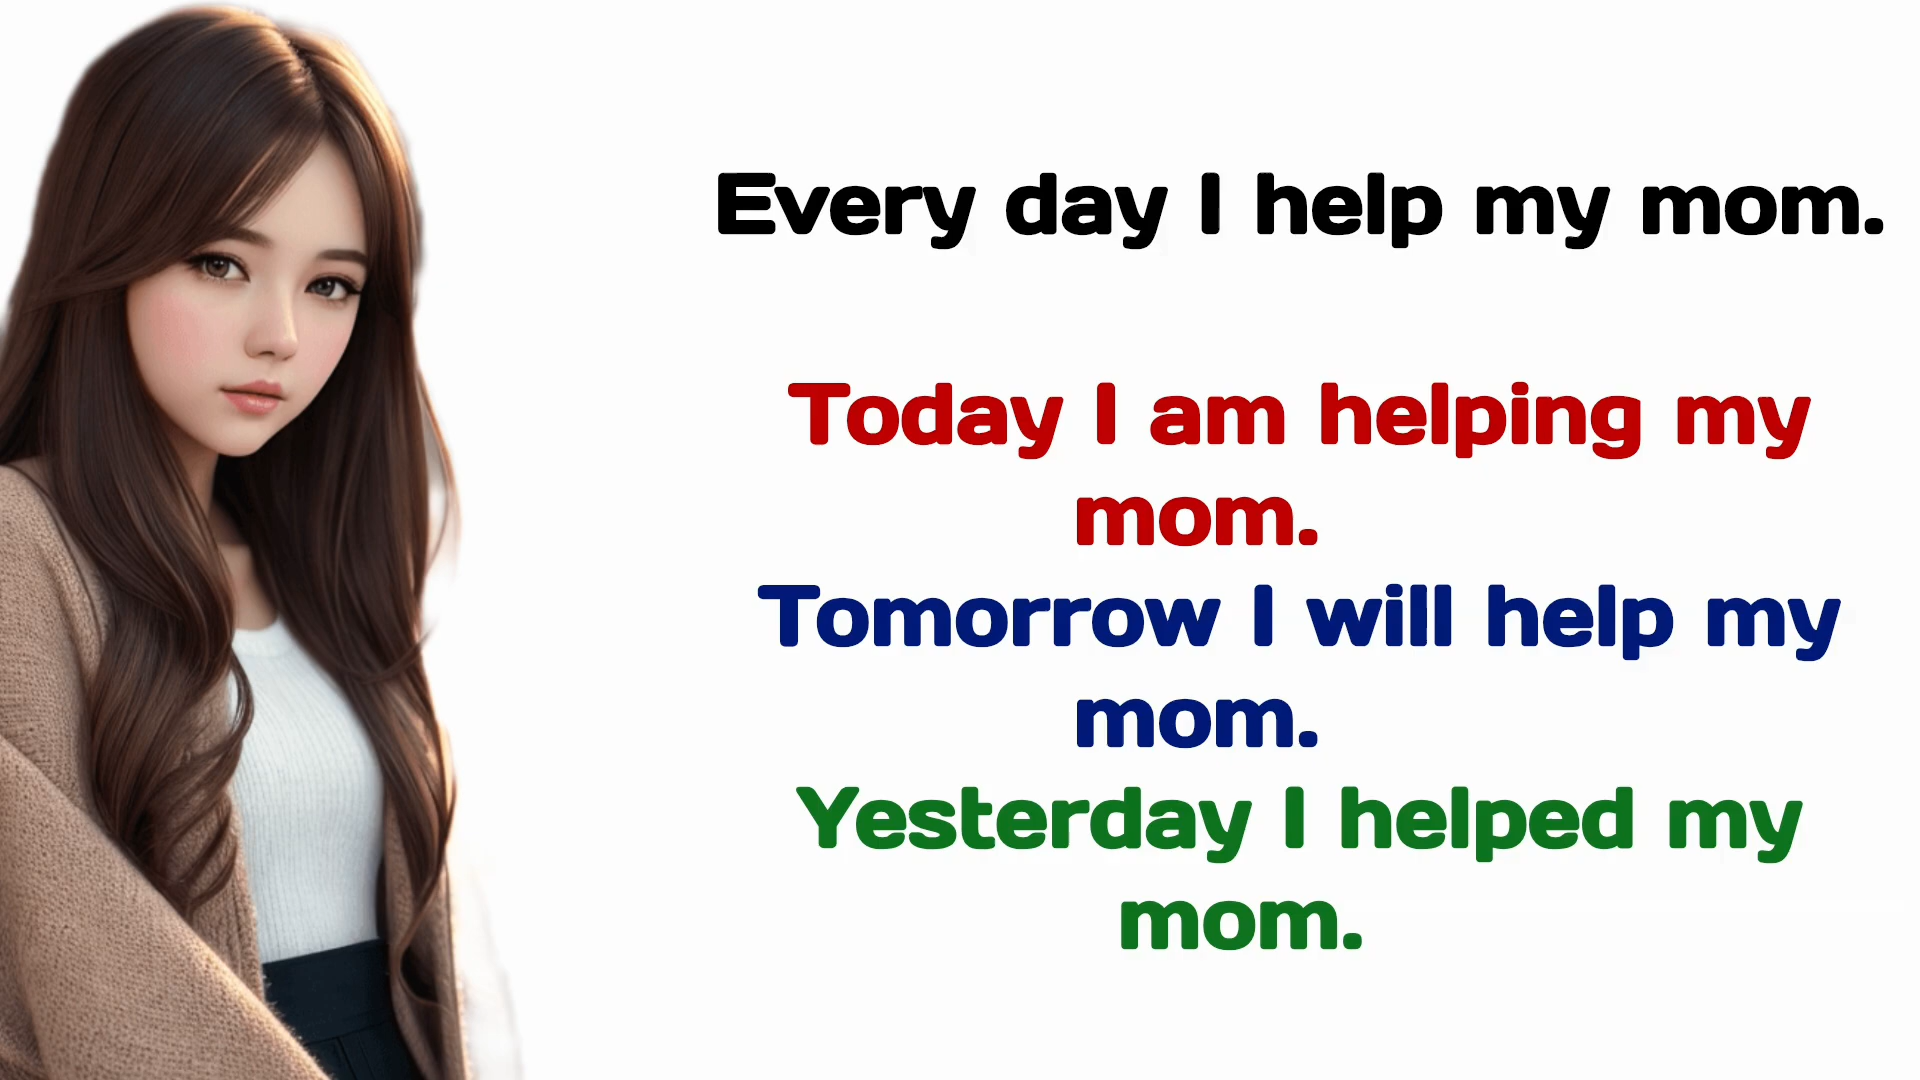 Every day I help my mom.
Today I am helping my
mom.
Tomorrow I will help my
mom.
Yesterday I helped my
mom.